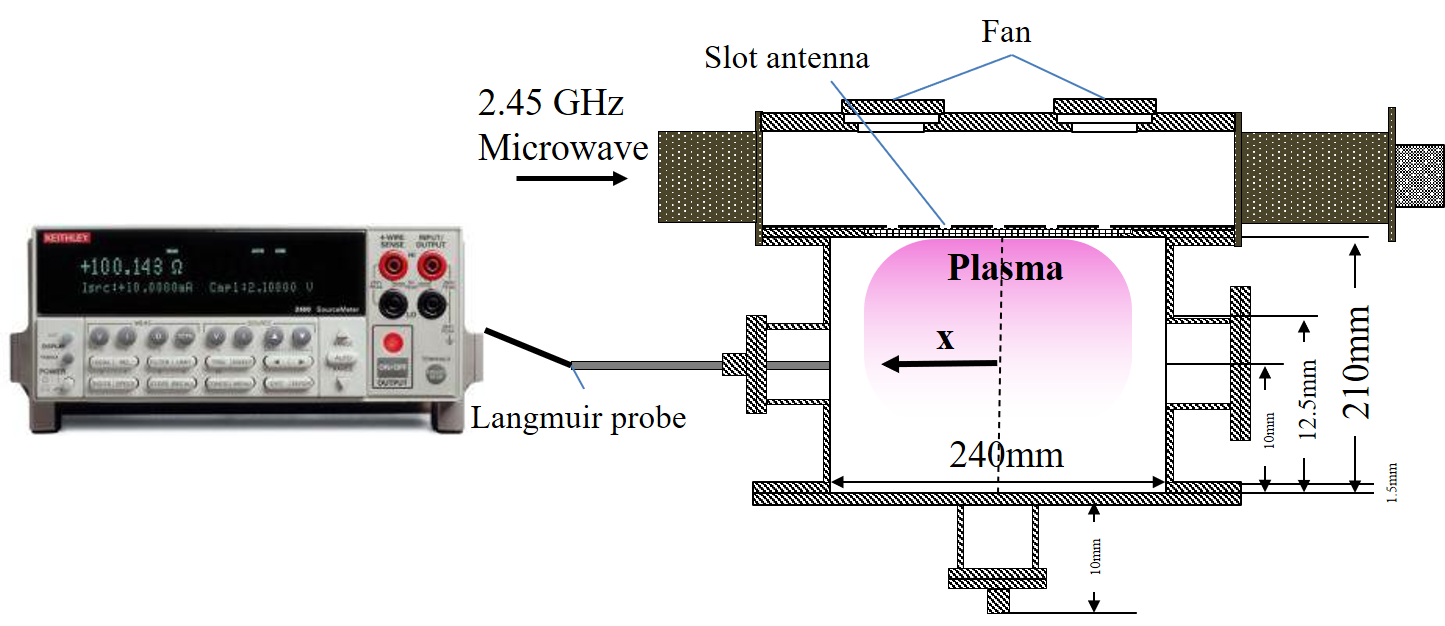 Fan
Slot antenna
2.45 GHz
Microwave
KEITHLEY
4-WIRE
SENSE
INPUT/
OUTPUT
+100.143 Ω
Isrc:+10.0000mA Cmpl:2.10000 V
2400 SourceMeter
DISPLAY
POWER
ON/OFF
OUTPUT
Plasma
x
Langmuir probe
240mm
10mm
12.5mm
210mm
1.5mm
10mm